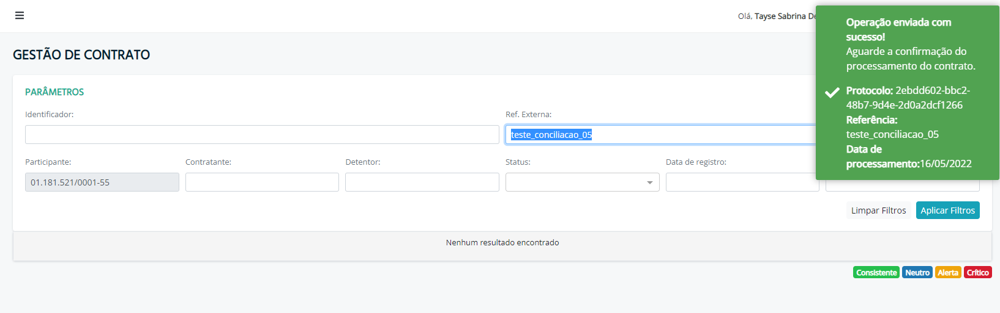 Olá, Tayse Sabrina De
GESTÃO DE CONTRATO
Operação enviada com
sucesso!
Aguarde a confirmação do
processamento do contrato.
Protocolo: 2ebdd602-bbc2-
48b7-9d4e-2d0a2dcf1266
Referência:
teste_conciliacao_05
Data de
processamento:16/05/2022
PARÂMETROS
Identificador:
Ref. Externa:
teste_conciliacao_05
Participante:
Contratante:
Detentor:
Status:
Data de registro:
01.181.521/0001-55
Limpar Filtros
Aplicar Filtros
Nenhum resultado encontrado
Consistente
Neutro
Alerta
Crítico